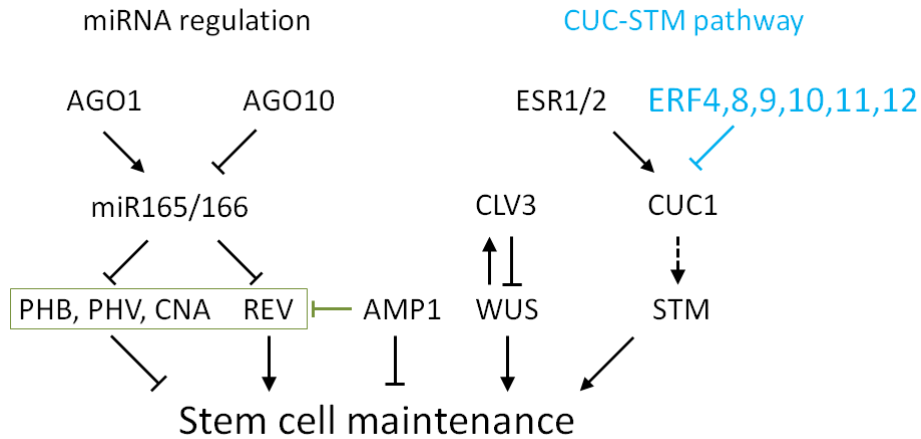 miRNA regulation
CUC-STM pathway
AGO1
AGO10
ESR1/2
ERF4,8,9,10,11,12
miR165/166
CLV3
CUC1
PHB, PHV, CNA
REV
AMP1
WUS
STM
Stem cell maintenance